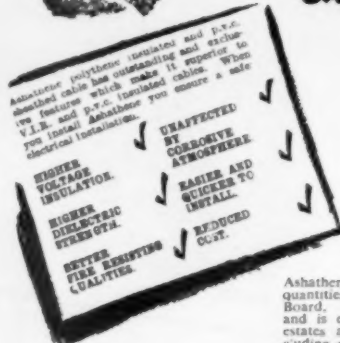 Ashathene polythene insulated and p.v.c.
sheathed cable has outstanding and exclus-
ive features which make it superior to
V.I.R. and p.v.c. insulated cables. When
you install Ashathene you ensure a safe
electrical installation.
HIGHER
VOLTAGE
INSULATION.
HIGHER
DIELECTRIC
STRENGTH.
BETTER
FIRE RESISTING
QUALITIES.
UNAFFECTED
BY
CORROSIVE
ATMOSPHERE.
EASIER AND
QUICKER TO
INSTALL.
REDUCED
COST.
Ashathen
quantitie
Board,
and is
estates a